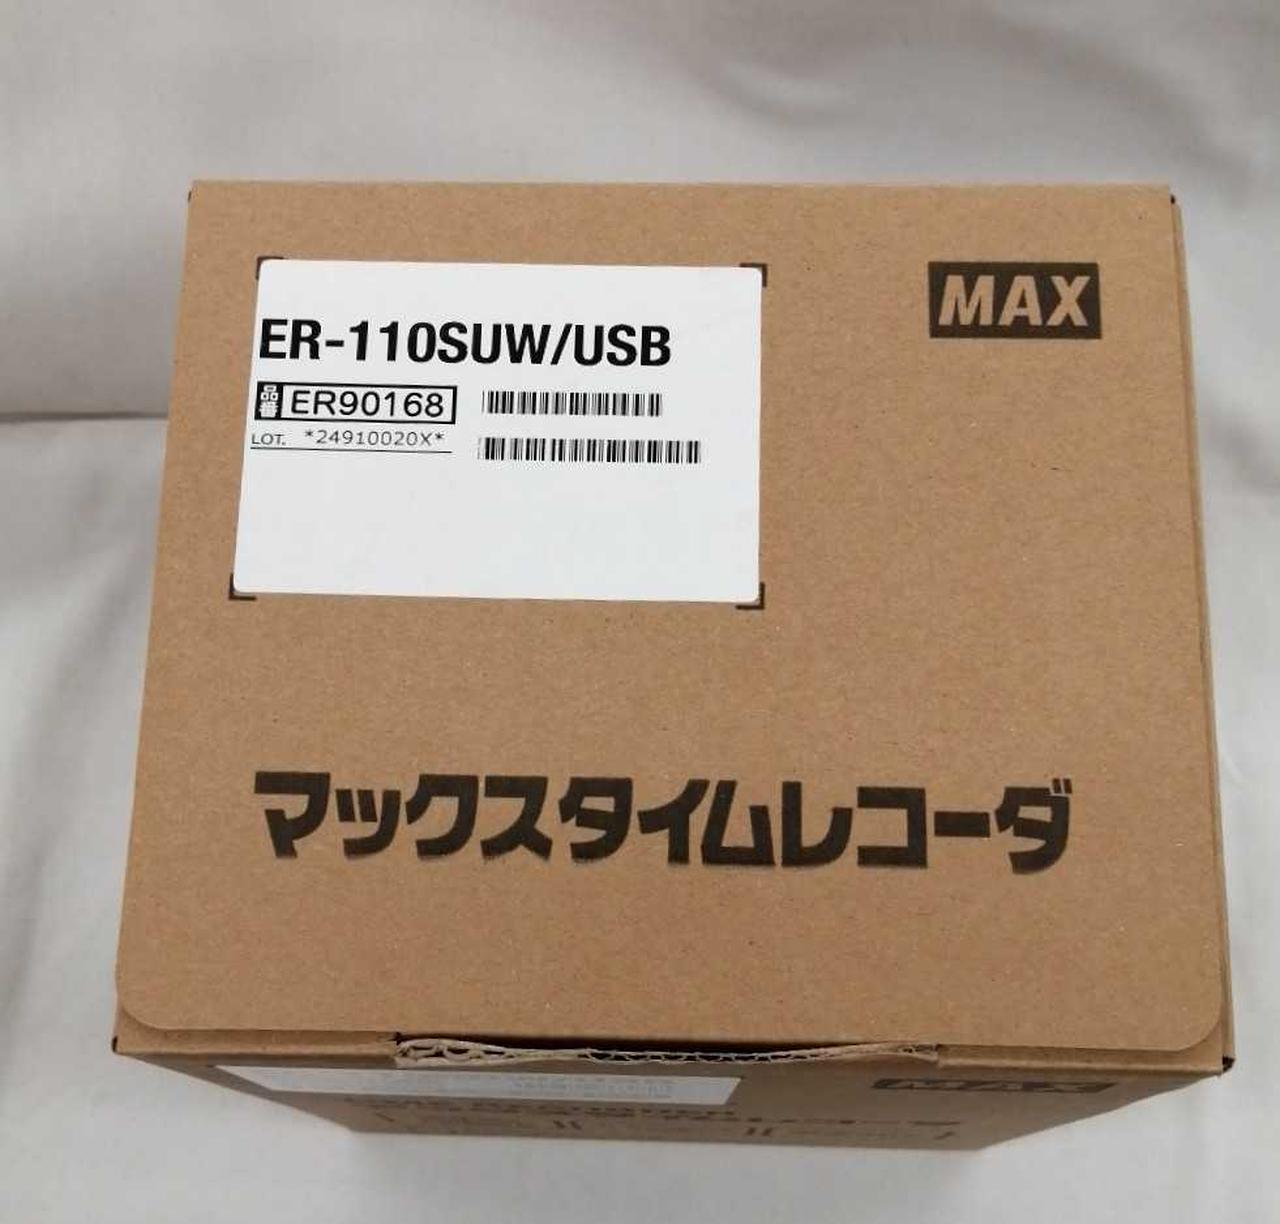 MAX
ER-110SUW/USB
品番 ER90168
LOT. *24910020X*
マックスタイムレコーダ
MAX